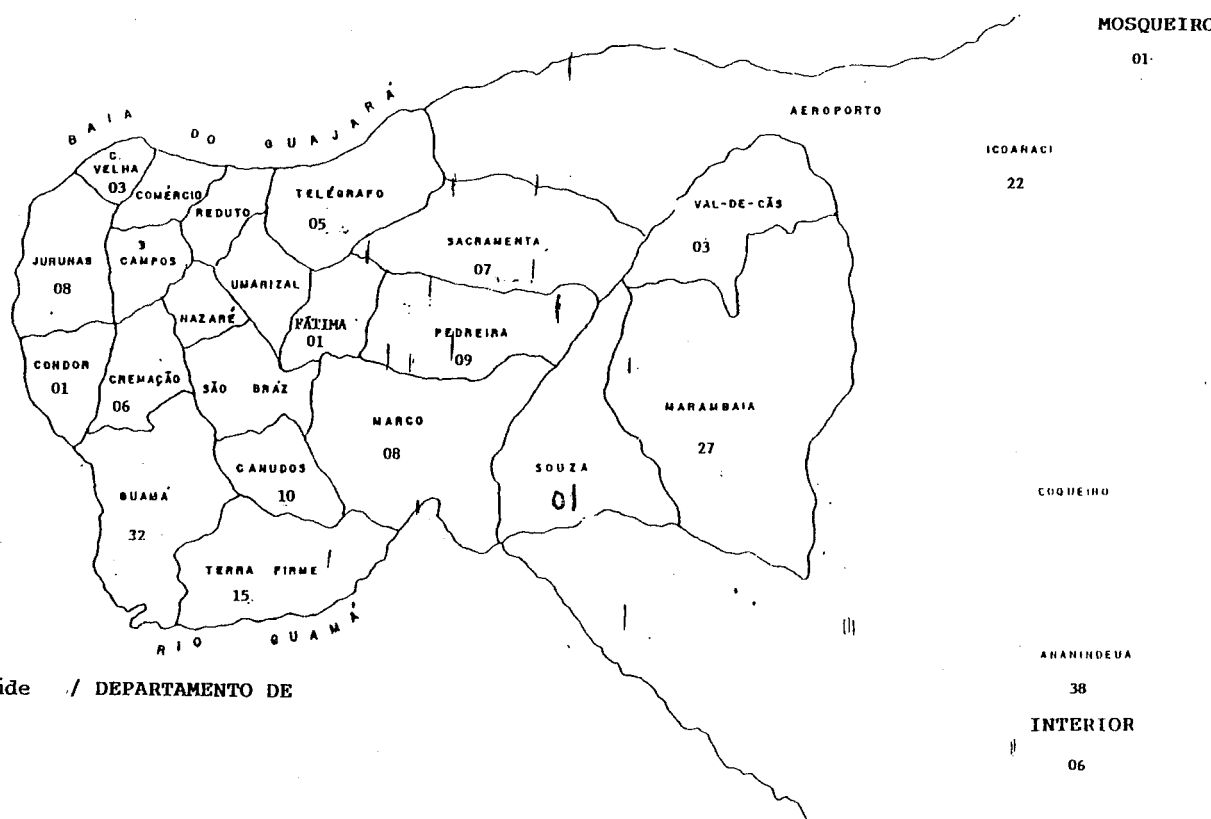 MOSQUEIRO
01
BAIA DO GUAJARÁ
AEROPORTO
ICOARACI
22
C. VELHA
03
COMÉRCIO
REDUTO
TELÉGRAFO
05
VAL-DE-CÃS
03
SACRAMENTA
07
JURUNAS
08
3 CAMPOS
UMARIZAL
NAZARÉ
FÁTIMA
01
PEDREIRA
09
CONDOR
01
CREMAÇÃO
06
SÃO BRÁZ
MARCO
08
MARAMBAIA
27
SOUZA
01
CANUDOS
10
COQUEIRO
GUAMÁ
32
TERRA FIRME
15
RIO GUAMÁ
ANANINDEUA
38
ide / DEPARTAMENTO DE
INTERIOR
06